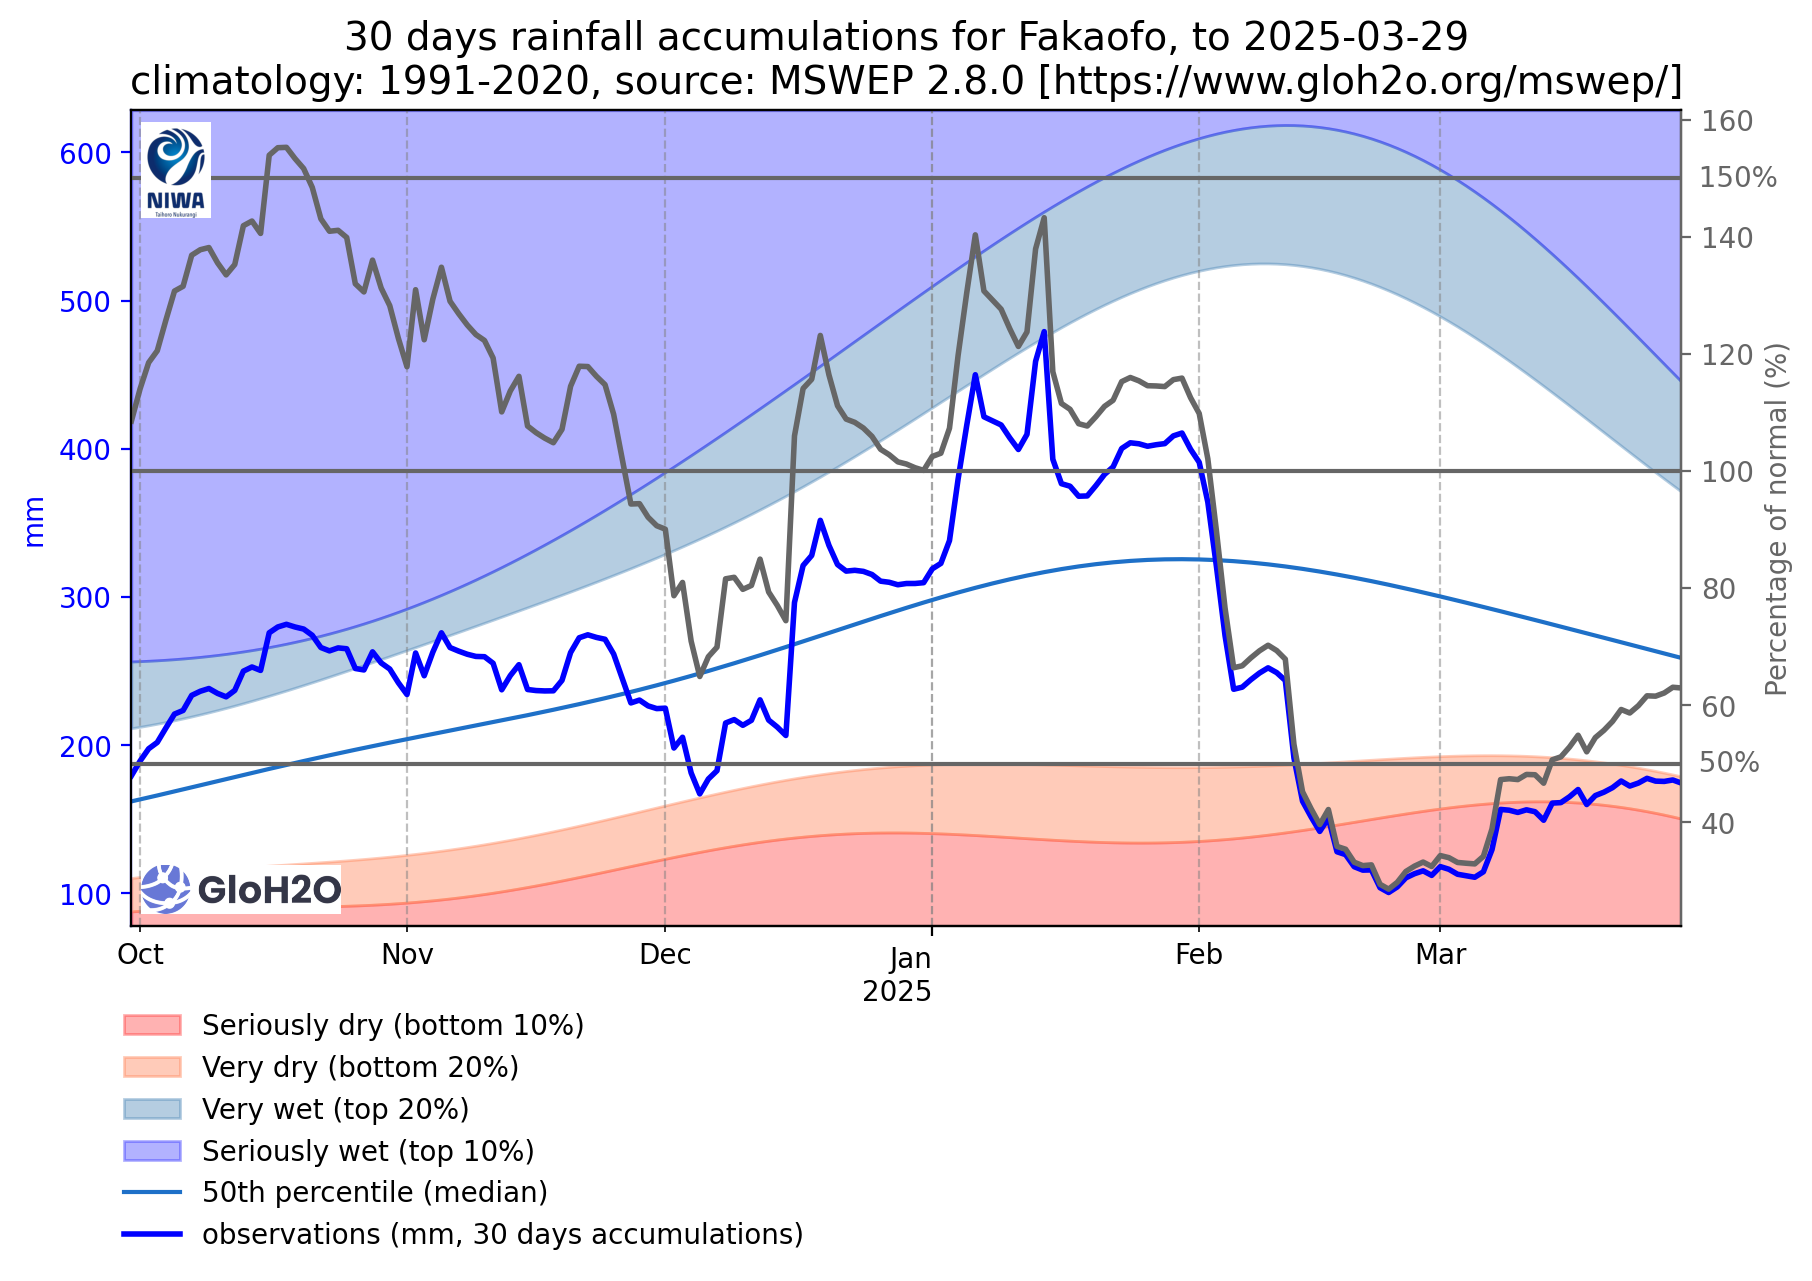 30 days rainfall accumulations for Fakaofo, to 2025-03-29
climatology: 1991-2020, source: MSWEP 2.8.0 [https://www.gloh2o.org/mswep/]
NIWA
Taihoro Nukurangi
600
500
400
300
200
100
mm
160
150%
140
120
100
80
60
50%
40
Percentage of normal (%)
GloH2O
Oct
Nov
Dec
Jan
2025
Feb
Mar
Seriously dry (bottom 10%)
Very dry (bottom 20%)
Very wet (top 20%)
Seriously wet (top 10%)
50th percentile (median)
observations (mm, 30 days accumulations)